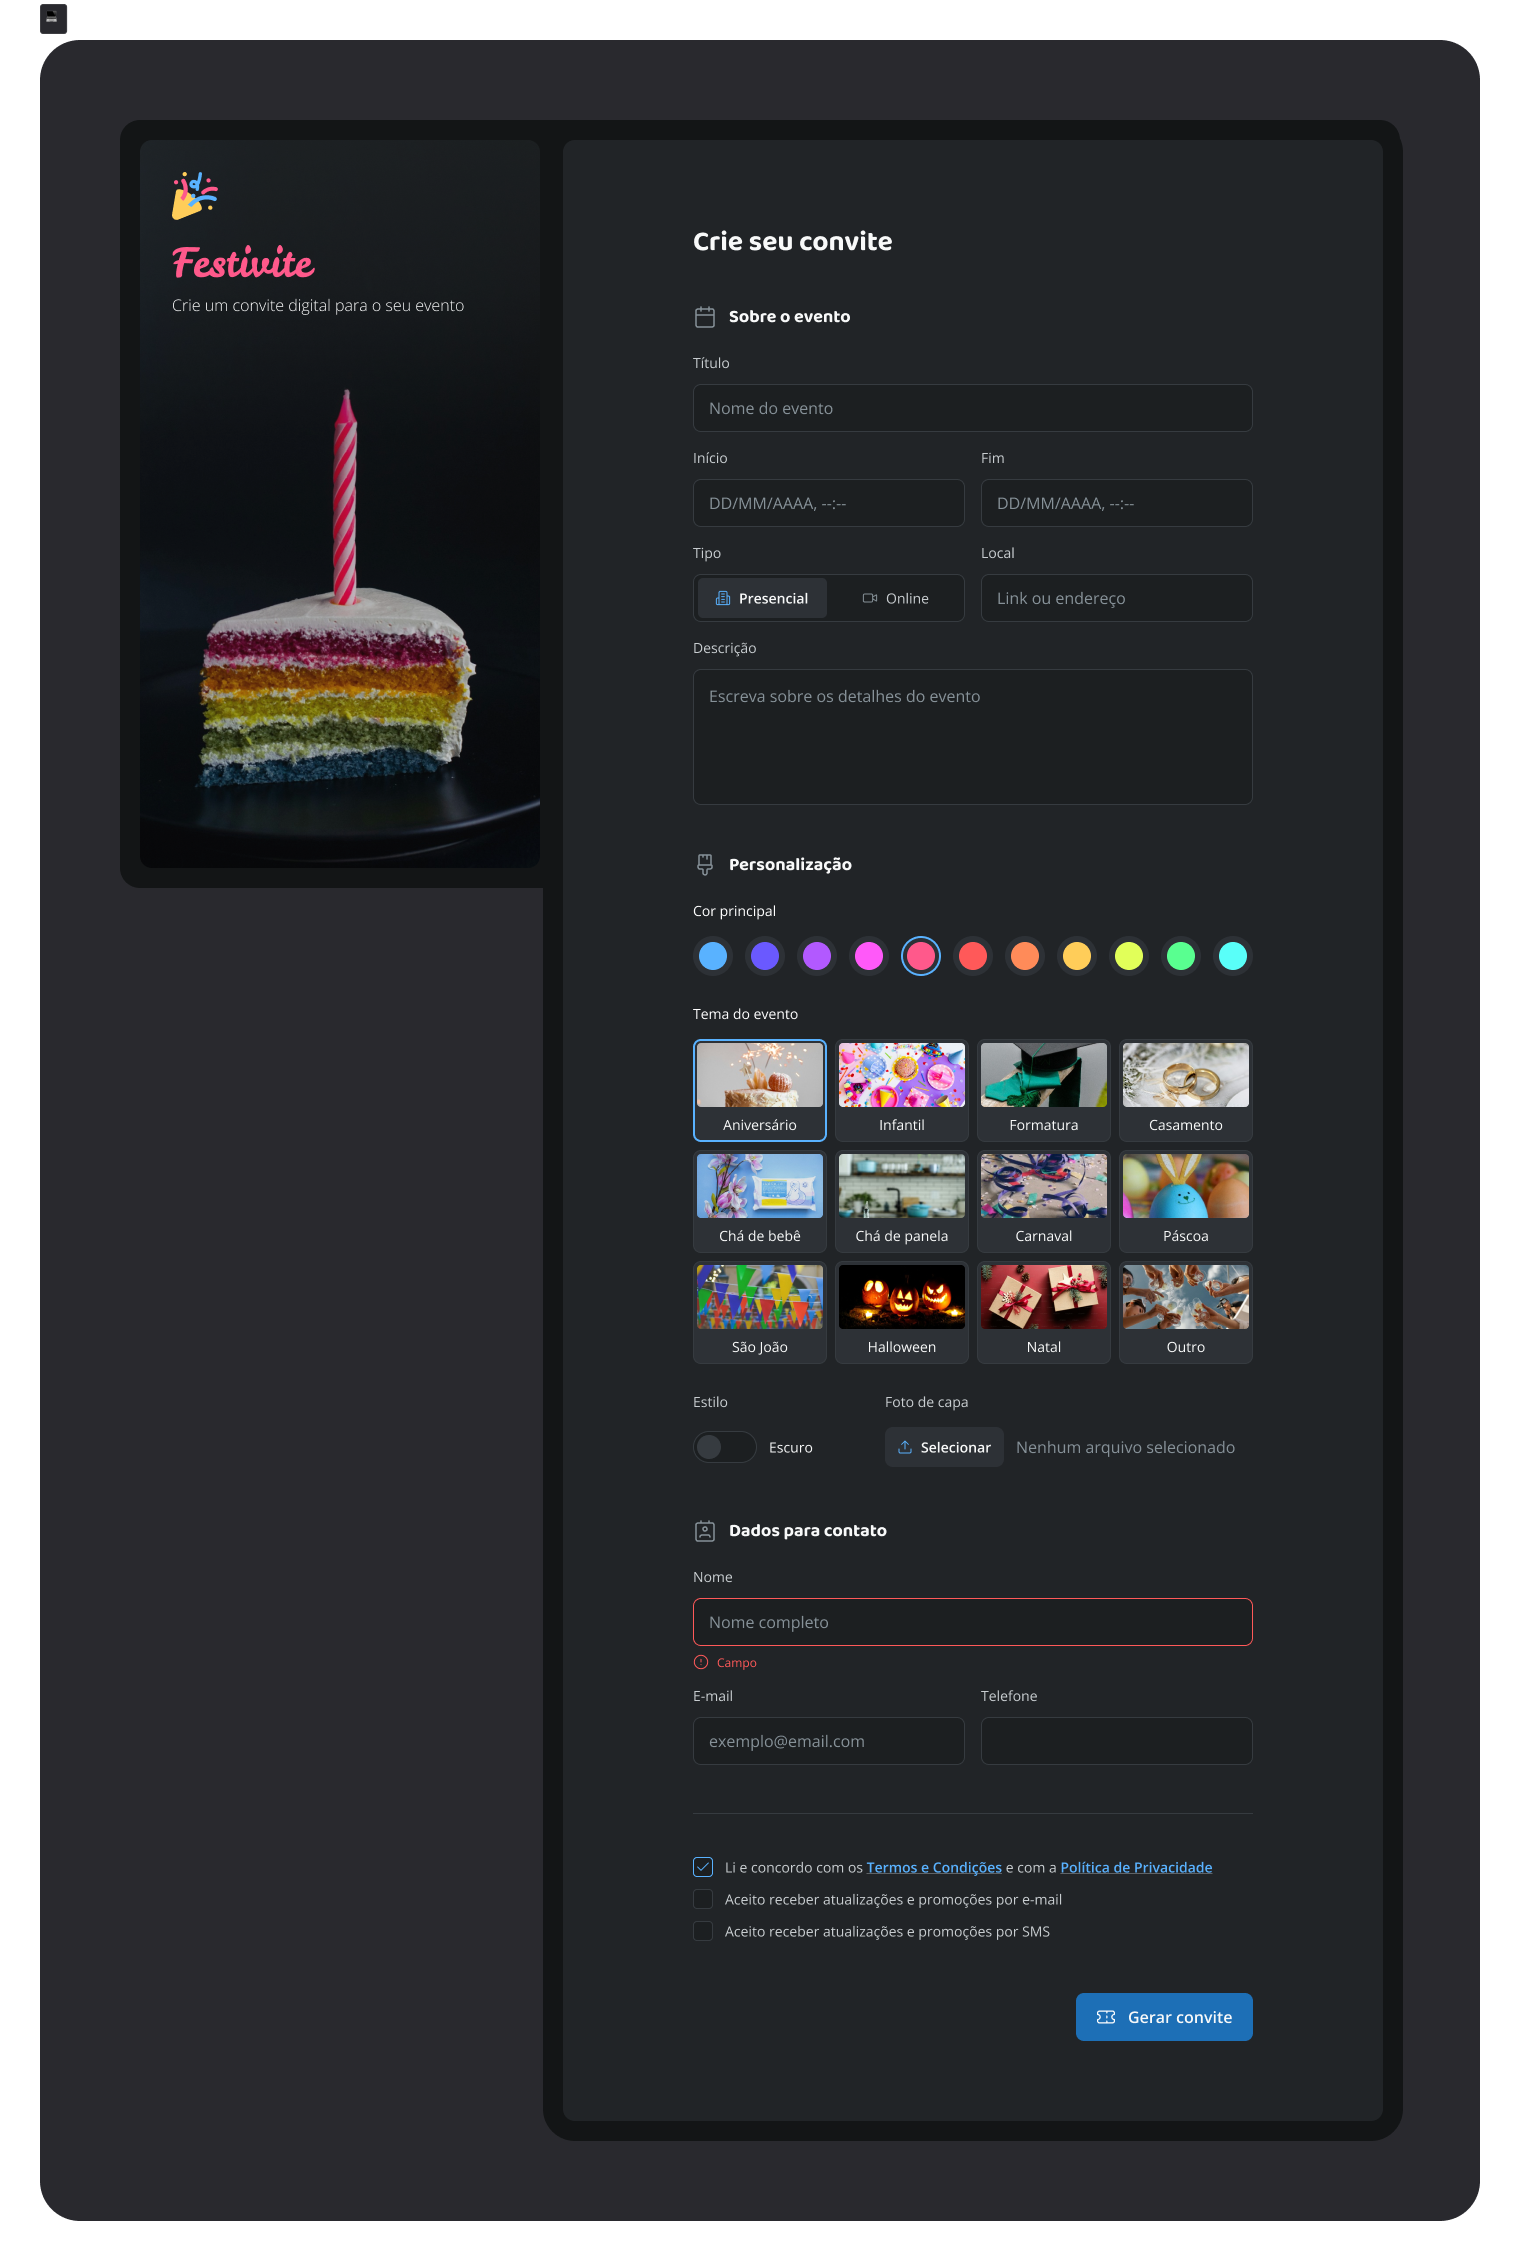 Festivite
Crie um convite digital para o seu evento
Crie seu convite
Sobre o evento
Título
Nome do evento
Início
Fim
DD/MM/AAAA, --:--
DD/MM/AAAA, --:--
Tipo
Local
Presencial
Online
Link ou endereço
Descrição
Escreva sobre os detalhes do evento
Personalização
Cor principal
Tema do evento
Aniversário
Infantil
Formatura
Casamento
Chá de bebê
Chá de panela
Carnaval
Páscoa
São João
Halloween
Natal
Outro
Estilo
Foto de capa
Escuro
Selecionar
Nenhum arquivo selecionado
Dados para contato
Nome
Nome completo
Campo
E-mail
Telefone
exemplo@email.com
Li e concordo com os Termos e Condições e com a Política de Privacidade
Aceito receber atualizações e promoções por e-mail
Aceito receber atualizações e promoções por SMS
Gerar convite